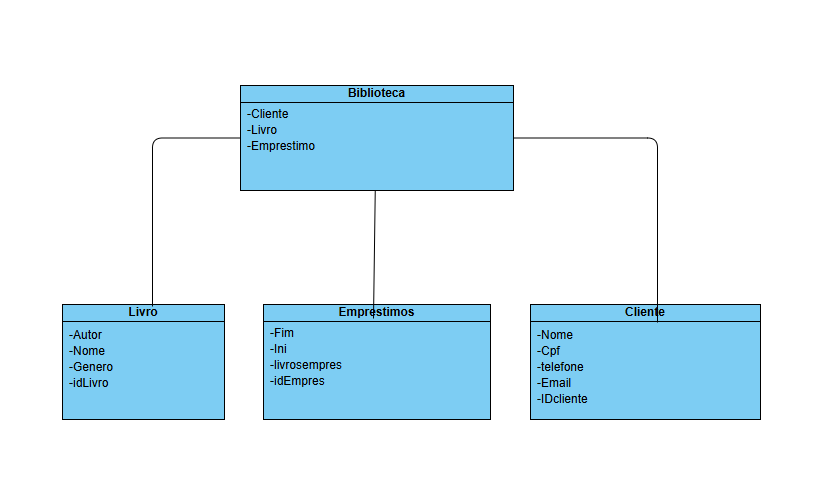 Biblioteca
-Cliente
-Livro
-Emprestimo
Livro
-Autor
-Nome
-Genero
-idLivro
Emprestimos
-Fim
-Ini
-livrosempres
-idEmpres
Cliente
-Nome
-Cpf
-telefone
-Email
-IDcliente